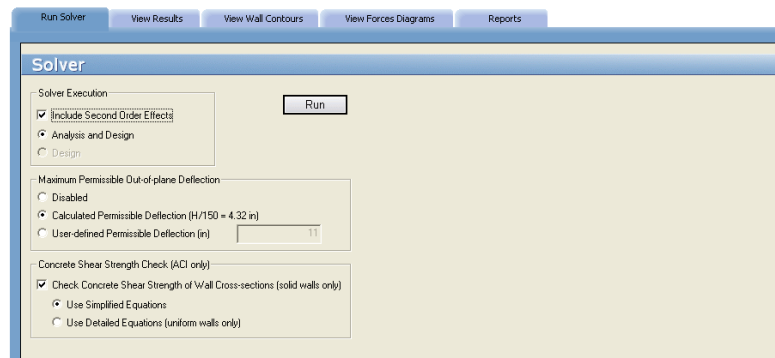 Run Solver View Results View Wall Contours View Forces Diagrams Reports
Solver
Solver Execution
Include Second Order Effects
Run
Analysis and Design
Design
Maximum Permissible Out-of-plane Deflection
Disabled
Calculated Permissible Deflection (H/150 = 4.32 in)
User-defined Permissible Deflection (in) 11
Concrete Shear Strength Check (ACI only)
Check Concrete Shear Strength of Wall Cross-sections (solid walls only)
Use Simplified Equations
Use Detailed Equations (uniform walls only)